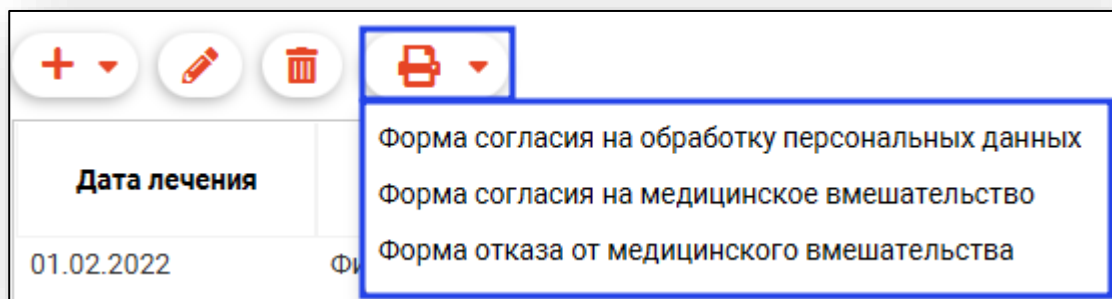 Форма согласия на обработку персональных данных
Дата лечения
Форма согласия на медицинское вмешательство
Форма отказа от медицинского вмешательства
01.02.2022